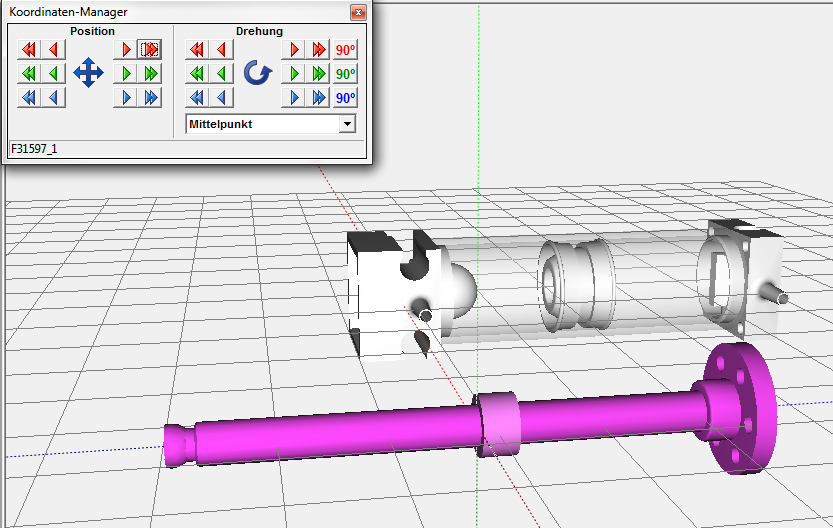 Koordinaten-Manager
Position
Drehung
90°
90°
90°
Mittelpunkt
F31597_1